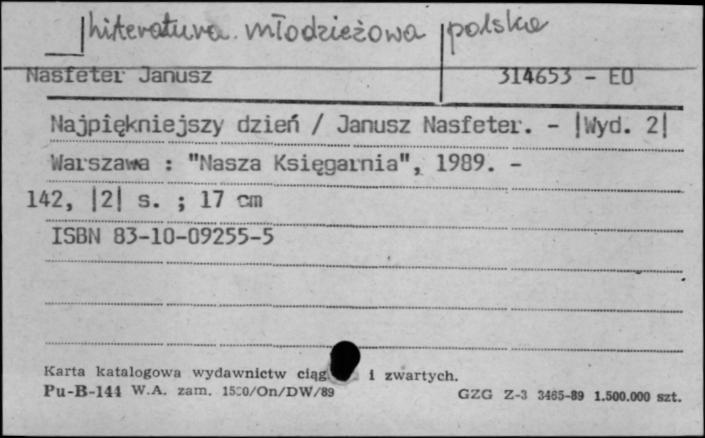 |Literatura młodzieżowa |polska
Nasfeter Janusz 314653 - EO
Najpiękniejszy dzień / Janusz Nasfeter. - |Wyd. 2|
Warszawa : "Nasza Księgarnia", 1989. -
142, |2| s. ; 17 cm
ISBN 83-10-09255-5
Karta katalogowa wydawnictw ciąg i zwartych.
Pu-B-144 W.A. zam. /On/DW/89 GZG Z-3 3465-89 1.500.000 szt.